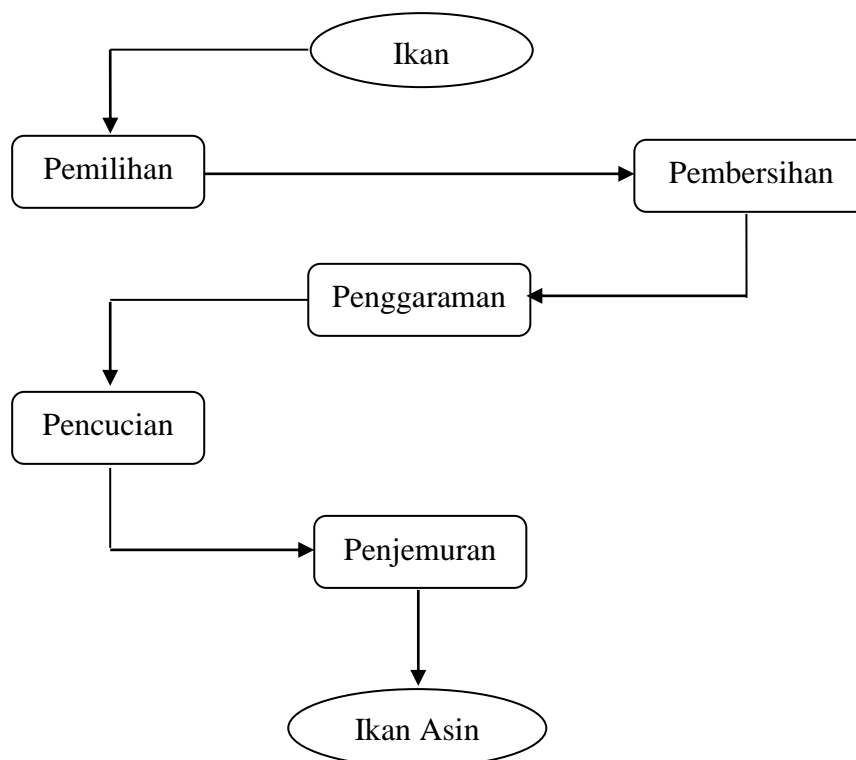 Ikan
Pemilihan
Pembersihan
Penggaraman
Pencucian
Penjemuran
Ikan Asin